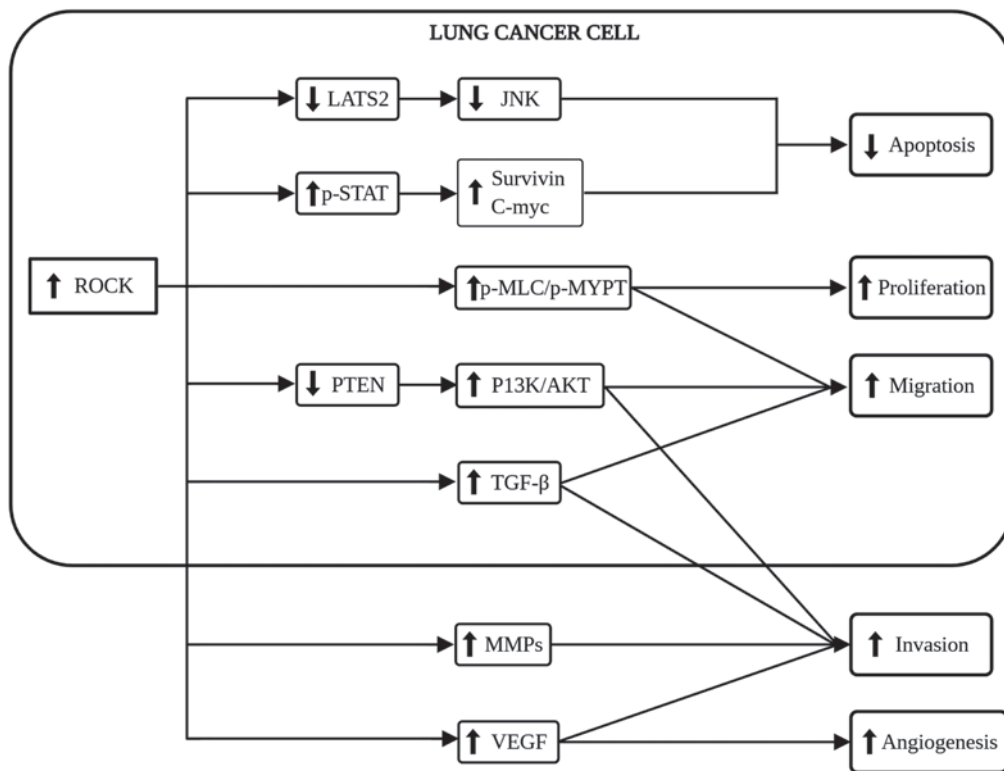 LUNG CANCER CELL
LATS2
JNK
Apoptosis
p-STAT
Survivin
C-myc
ROCK
p-MLC/p-MYPT
Proliferation
PTEN
P13K/AKT
Migration
TGF-β
MMPs
Invasion
VEGF
Angiogenesis